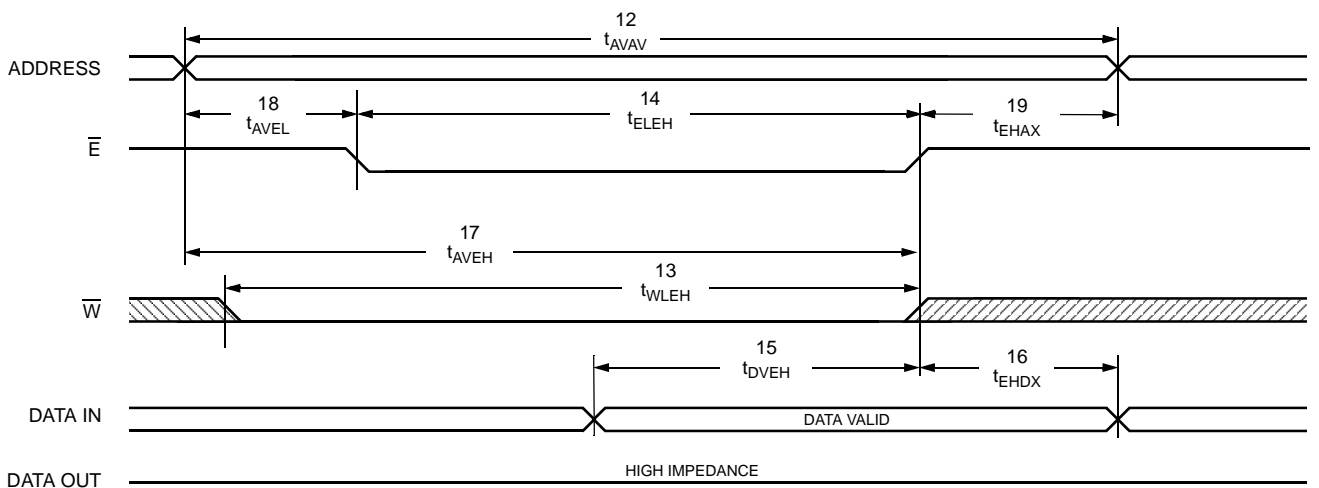 12
tAVAV
ADDRESS
18
tAVEL
14
tELEH
19
tEHAX
E̅
17
tAVEH
13
tWLEH
W̅
15
tDVEH
16
tEHDX
DATA IN
DATA VALID
DATA OUT
HIGH IMPEDANCE